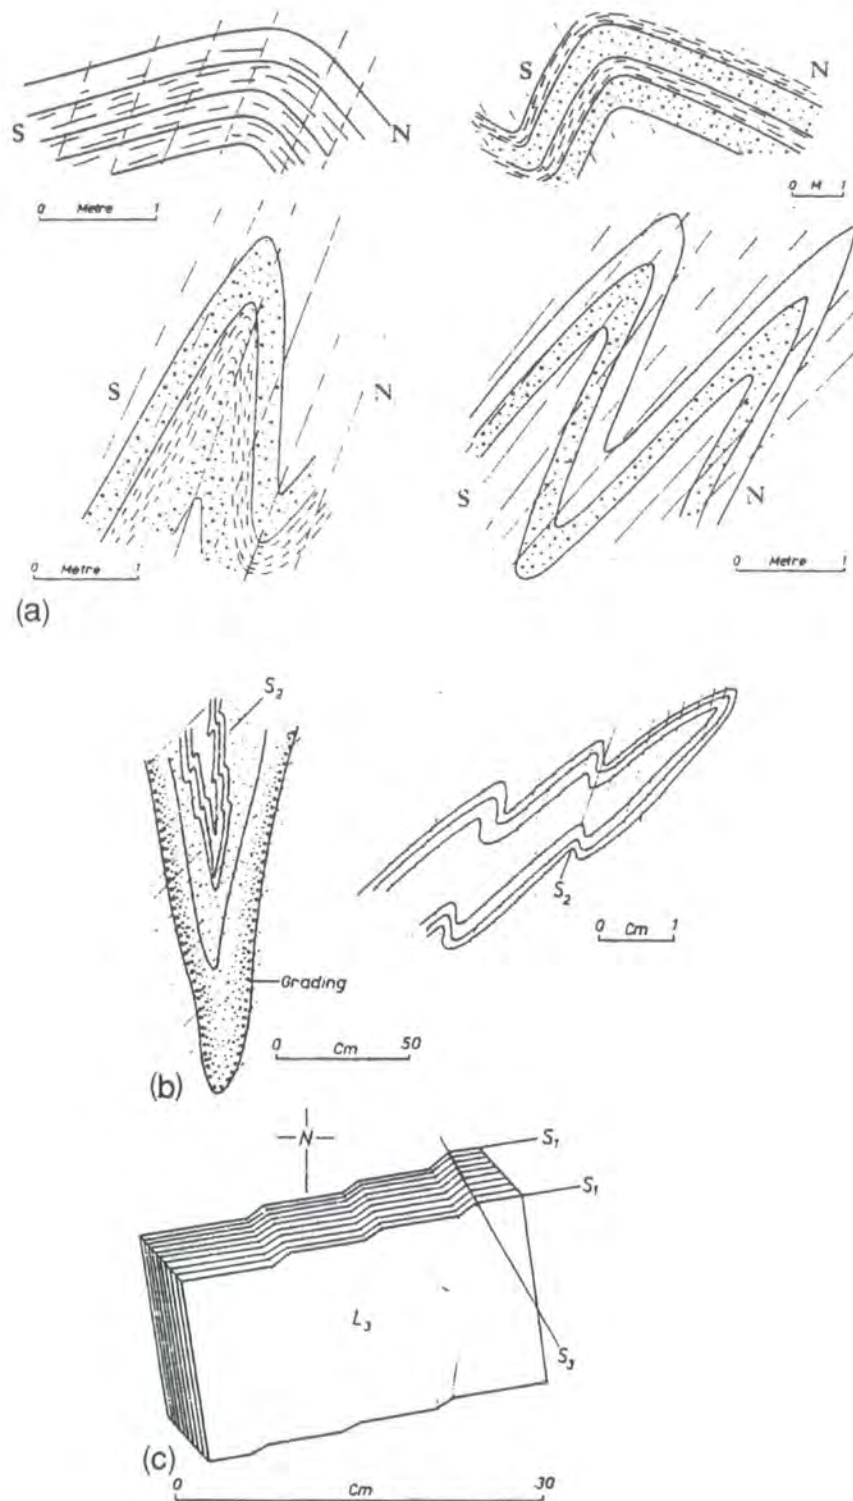 S N
0 Metre 1
S N
0 M 1
S N
0 Metre 1
S N
0 Metre 1
(a)
S2
Grading
0 Cm 50
(b)
S2
0 Cm 1
N
S1
S1
L3
S3
(c)
0 Cm 30